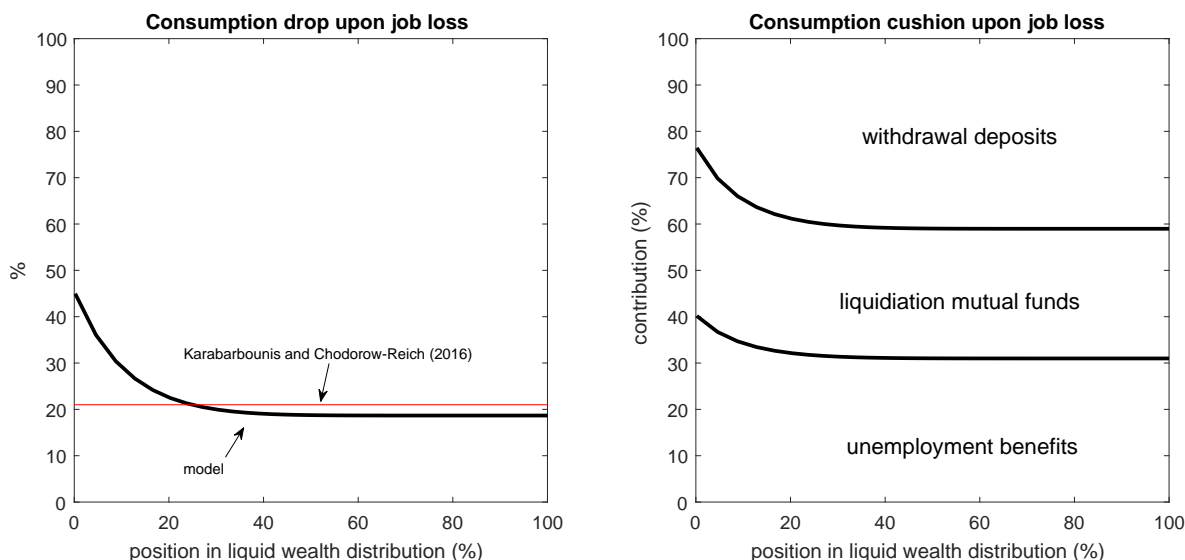 Consumption drop upon job loss
100
90
80
70
60
50
40
30
20
10
0
%
Karabarbounis and Chodorow-Reich (2016)
model
0 20 40 60 80 100
position in liquid wealth distribution (%)
Consumption cushion upon job loss
100
90
80
70
60
50
40
30
20
10
0
contribution (%)
withdrawal deposits
liquidiation mutual funds
unemployment benefits
0 20 40 60 80 100
position in liquid wealth distribution (%)